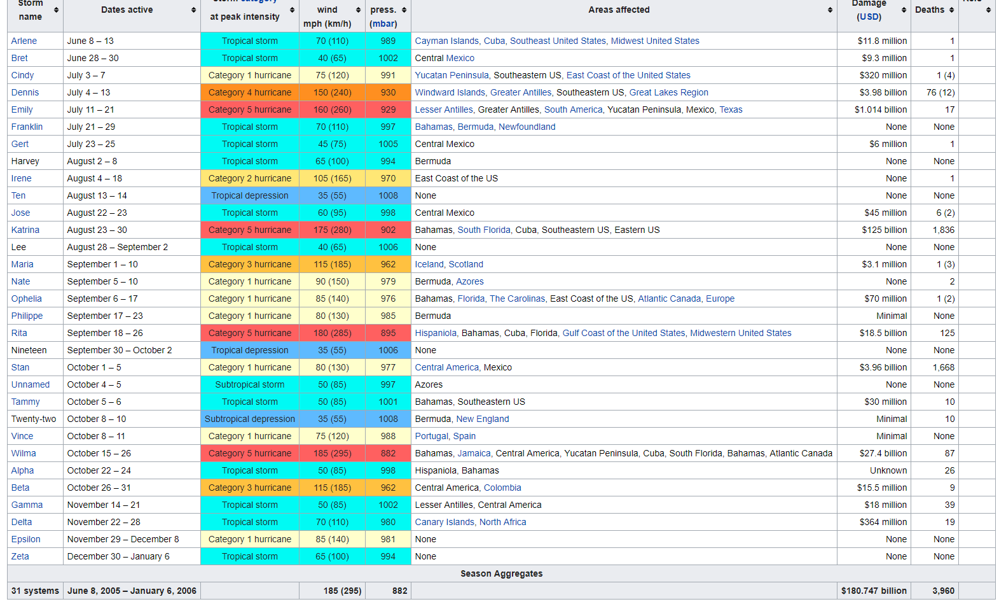 Storm name Dates active Storm category at peak intensity wind mph (km/h) press. (mbar) Areas affected Damage (USD) Deaths
Arlene June 8 – 13 Tropical storm 70 (110) 989 Cayman Islands, Cuba, Southeast United States, Midwest United States $11.8 million 1
Bret June 28 – 30 Tropical storm 40 (65) 1002 Central Mexico $9.3 million 1
Cindy July 3 – 7 Category 1 hurricane 75 (120) 991 Yucatan Peninsula, Southeastern US, East Coast of the United States $320 million 1 (4)
Dennis July 4 – 13 Category 4 hurricane 150 (240) 930 Windward Islands, Greater Antilles, Southeastern US, Great Lakes Region $3.98 billion 76 (12)
Emily July 11 – 21 Category 5 hurricane 160 (260) 929 Lesser Antilles, Greater Antilles, South America, Yucatan Peninsula, Mexico, Texas $1.014 billion 17
Franklin July 21 – 29 Tropical storm 70 (110) 997 Bahamas, Bermuda, Newfoundland None None
Gert July 23 – 25 Tropical storm 45 (75) 1005 Central Mexico $6 million 1
Harvey August 2 – 8 Tropical storm 65 (100) 994 Bermuda None None
Irene August 4 – 18 Category 2 hurricane 105 (165) 970 East Coast of the US None 1
Ten August 13 – 14 Tropical depression 35 (55) 1008 None None None
Jose August 22 – 23 Tropical storm 60 (95) 998 Central Mexico $45 million 6 (2)
Katrina August 23 – 30 Category 5 hurricane 175 (280) 902 Bahamas, South Florida, Cuba, Southeastern US, Eastern US $125 billion 1,836
Lee August 28 – September 2 Tropical storm 40 (65) 1006 None None None
Maria September 1 – 10 Category 3 hurricane 115 (185) 962 Iceland, Scotland $3.1 million 1 (3)
Nate September 5 – 10 Category 1 hurricane 90 (150) 979 Bermuda, Azores None 2
Ophelia September 6 – 17 Category 1 hurricane 85 (140) 976 Bahamas, Florida, The Carolinas, East Coast of the US, Atlantic Canada, Europe $70 million 1 (2)
Philippe September 17 – 23 Category 1 hurricane 80 (130) 985 Bermuda Minimal None
Rita September 18 – 26 Category 5 hurricane 180 (285) 895 Hispaniola, Bahamas, Cuba, Florida, Gulf Coast of the United States, Midwestern United States $18.5 billion 125
Nineteen September 30 – October 2 Tropical depression 35 (55) 1006 None None None
Stan October 1 – 5 Category 1 hurricane 80 (130) 977 Central America, Mexico $3.96 billion 1,668
Unnamed October 4 – 5 Subtropical storm 50 (85) 997 Azores None None
Tammy October 5 – 6 Tropical storm 50 (85) 1001 Bahamas, Southeastern US $30 million 10
Twenty-two October 8 – 10 Subtropical depression 35 (55) 1008 Bermuda, New England Minimal 10
Vince October 8 – 11 Category 1 hurricane 75 (120) 988 Portugal, Spain Minimal None
Wilma October 15 – 26 Category 5 hurricane 185 (295) 882 Bahamas, Jamaica, Central America, Yucatan Peninsula, Cuba, South Florida, Bahamas, Atlantic Canada $27.4 billion 87
Alpha October 22 – 24 Tropical storm 50 (85) 998 Hispaniola, Bahamas Unknown 26
Beta October 26 – 31 Category 3 hurricane 115 (185) 962 Central America, Colombia $15.5 million 9
Gamma November 14 – 21 Tropical storm 50 (85) 1002 Lesser Antilles, Central America $18 million 39
Delta November 22 – 28 Tropical storm 70 (110) 980 Canary Islands, North Africa $364 million 19
Epsilon November 29 – December 8 Category 1 hurricane 85 (140) 981 None None None
Zeta December 30 – January 6 Tropical storm 65 (100) 994 None None None
Season Aggregates
31 systems June 8, 2005 – January 6, 2006 185 (295) 882 $180.747 billion 3,960